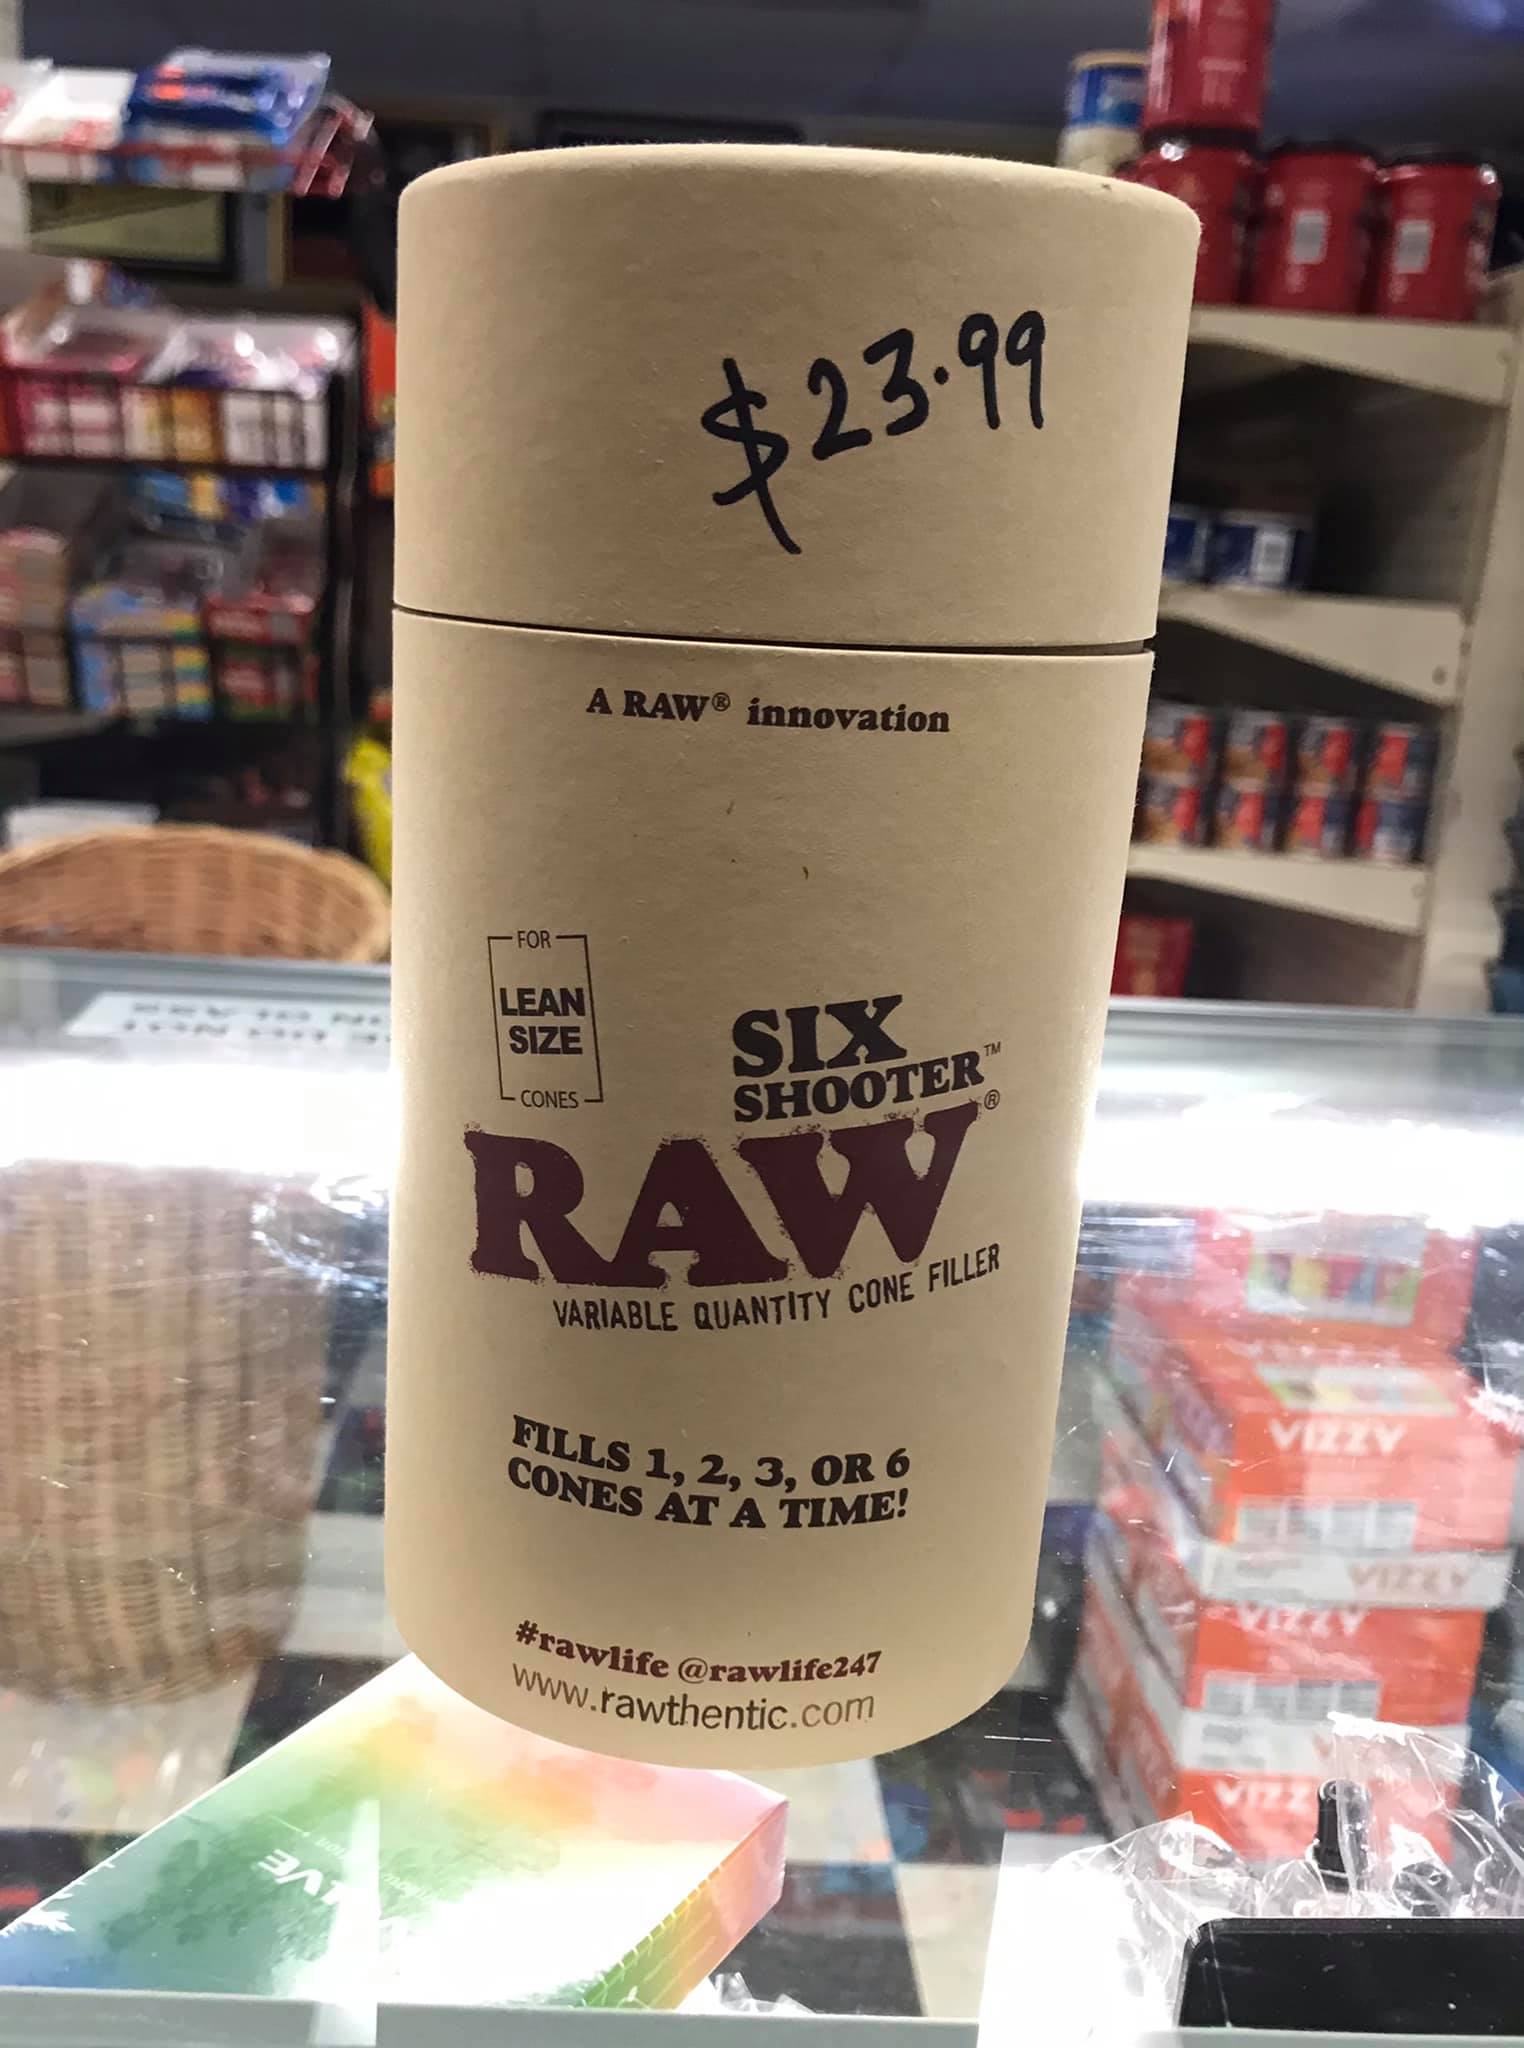 $23.99
A RAW® innovation
FOR
LEAN
SIZE
CONES
SIX
SHOOTER™
RAW®
VARIABLE QUANTITY CONE FILLER
FILLS 1, 2, 3, OR 6
CONES AT A TIME!
#rawlife @rawlife247
www.rawthentic.com
VIZZY
VIZZY
VIZZY